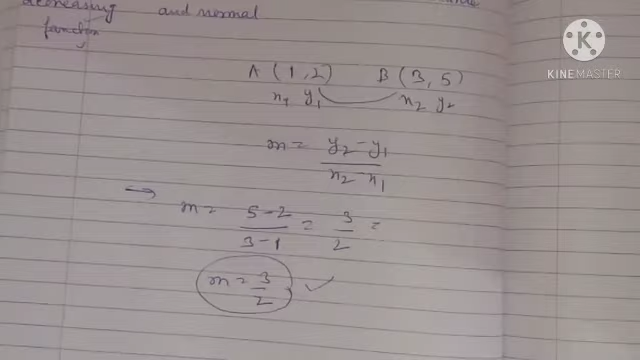 decreasing and normal
function
A (1, 2) B (3, 5)
x1 y1 x2 y2
m = y2 - y1 / x2 - x1
→ m = 5 - 2 / 3 - 1 = 3 / 2 =
m = 3 / 2 ✓
KINEMASTER